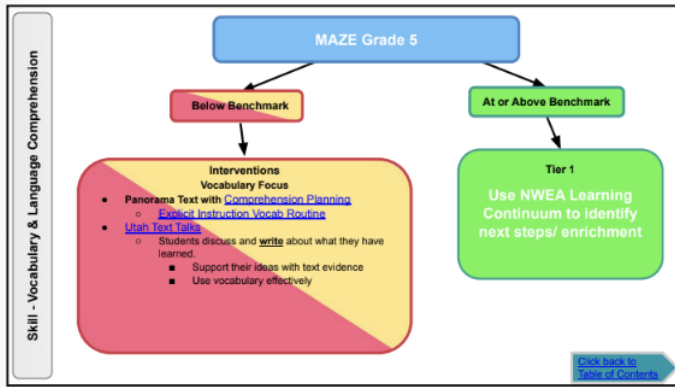 Skill - Vocabulary & Language Comprehension
MAZE Grade 5
Below Benchmark
At or Above Benchmark
Interventions
Vocabulary Focus
● Panorama Text with Comprehension Planning
○ Explicit Instruction Vocab Routine
● Utah Text Talks
○ Students discuss and write about what they have
learned.
■ Support their ideas with text evidence
■ Use vocabulary effectively
Tier 1
Use NWEA Learning
Continuum to identify
next steps/ enrichment
Click back to
Table of Contents